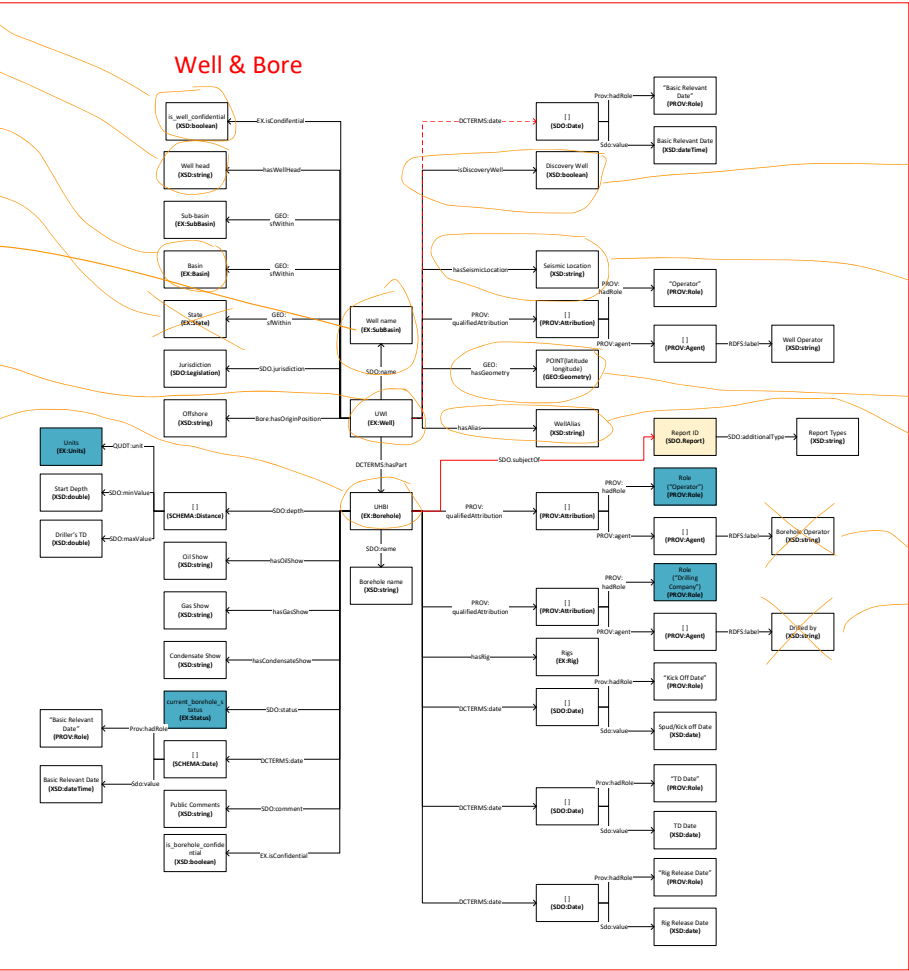 Well & Bore
is_well_confidential
(XSD:boolean)
EX.isCondifential
Well head
(XSD:string)
hasWellHead
Sub-basin
(EX:SubBasin)
GEO:
sfWithin
Basin
(EX:Basin)
GEO:
sfWithin
State
(EX:State)
GEO:
sfWithin
Jurisdiction
(SDO:Legislation)
SDO.jurisdiction
Offshore
(XSD:string)
Bore:hasOriginPosition
Well name
(EX:SubBasin)
SDO:name
UWI
(EX:Well)
DCTERMS:hasPart
UHBI
(EX:Borehole)
SDO:name
Borehole name
(XSD:string)
DCTERMS:date
[ ]
(SDO:Date)
Prov:hadRole
"Basic Relevant
Date"
(PROV:Role)
Sdo:value
Basic Relevant Date
(XSD:dateTime)
isDiscoveryWell
Discovery Well
(XSD:boolean)
hasSeismicLocation
Seismic Location
(XSD:string)
PROV:
qualifiedAttribution
[ ]
(PROV:Attribution)
PROV:
hadRole
"Operator"
(PROV:Role)
PROV:agent
[ ]
(PROV:Agent)
RDFS:label
Well Operator
(XSD:string)
GEO:
hasGeometry
POINT(latitude
longitude)
(GEO:Geometry)
hasAlias
WellAlias
(XSD:string)
SDO.subjectOf
Report ID
(SDO.Report)
SDO:additionalType
Report Types
(XSD:string)
Units
(EX:Units)
QUDT:unit
Start Depth
(XSD:double)
SDO:minValue
Driller's TD
(XSD:double)
SDO:maxValue
[ ]
(SCHEMA:Distance)
SDO:depth
Oil Show
(XSD:string)
hasOilShow
Gas Show
(XSD:string)
hasGasShow
Condensate Show
(XSD:string)
hasCondensateShow
current_borehole_s
tatus
(EX:Status)
SDO:status
"Basic Relevant
Date"
(PROV:Role)
Prov:hadRole
Basic Relevant Date
(XSD:dateTime)
Sdo:value
[ ]
(SCHEMA:Date)
DCTERMS:date
Public Comments
(XSD:string)
SDO:comment
is_borehole_confide
ntial
(XSD:boolean)
EX.isConfidential
PROV:
qualifiedAttribution
[ ]
(PROV:Attribution)
PROV:
hadRole
Role
("Operator")
(PROV:Role)
PROV:agent
[ ]
(PROV:Agent)
RDFS:label
Borehole Operator
(XSD:string)
PROV:
qualifiedAttribution
[ ]
(PROV:Attribution)
PROV:
hadRole
Role
("Drilling
Company")
(PROV:Role)
PROV:agent
[ ]
(PROV:Agent)
RDFS:label
Drilled by
(XSD:string)
hasRig
Rigs
(EX:Rig)
DCTERMS:date
[ ]
(SDO:Date)
Prov:hadRole
"Kick Off Date"
(PROV:Role)
Sdo:value
Spud/Kick off Date
(XSD:date)
DCTERMS:date
[ ]
(SDO:Date)
Prov:hadRole
"TD Date"
(PROV:Role)
Sdo:value
TD Date
(XSD:date)
DCTERMS:date
[ ]
(SDO:Date)
Prov:hadRole
"Rig Release Date"
(PROV:Role)
Sdo:value
Rig Release Date
(XSD:date)